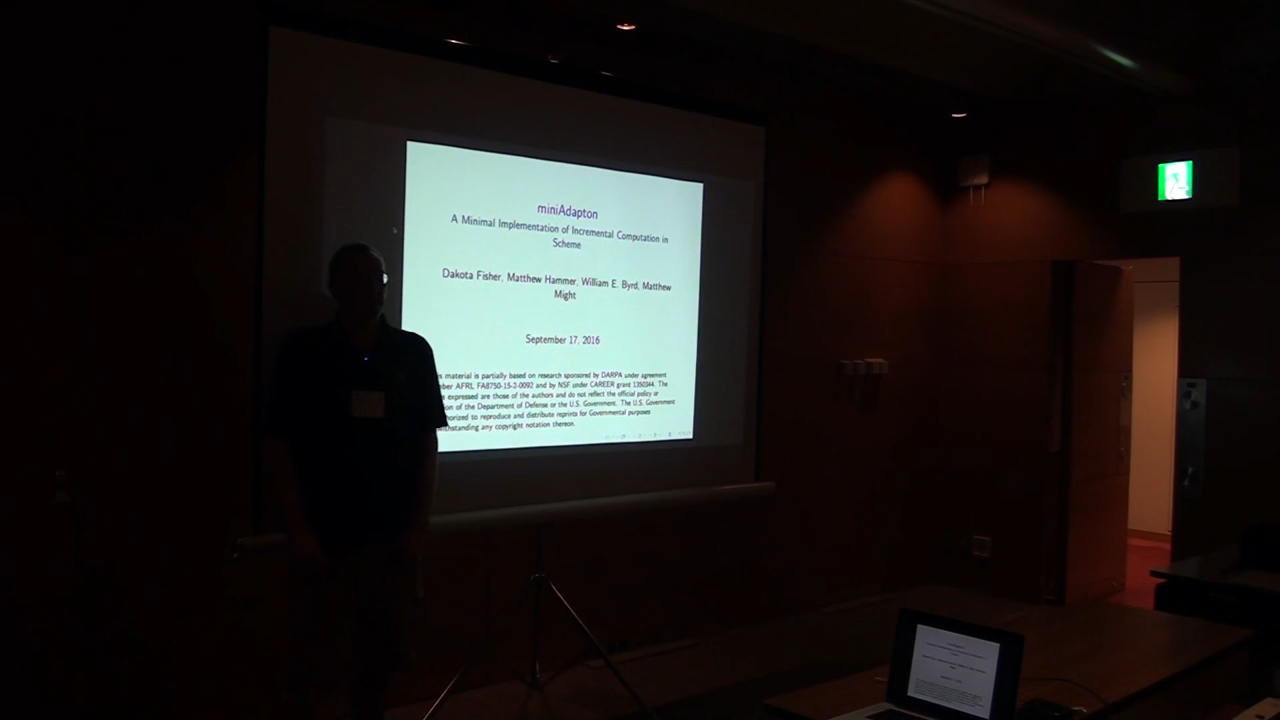 miniAdapton
A Minimal Implementation of Incremental Computation in
Scheme
Dakota Fisher, Matthew Hammer, William E. Byrd, Matthew
Might
September 17, 2016
material is partially based on research sponsored by DARPA under agreement
AFRL FA8750-15-2-0092 and by NSF under CAREER grant 1350344. The
expressed are those of the authors and do not reflect the official policy or
of the Department of Defense or the U.S. Government. The U.S. Government
to reproduce and distribute reprints for Governmental purposes
any copyright notation thereon.